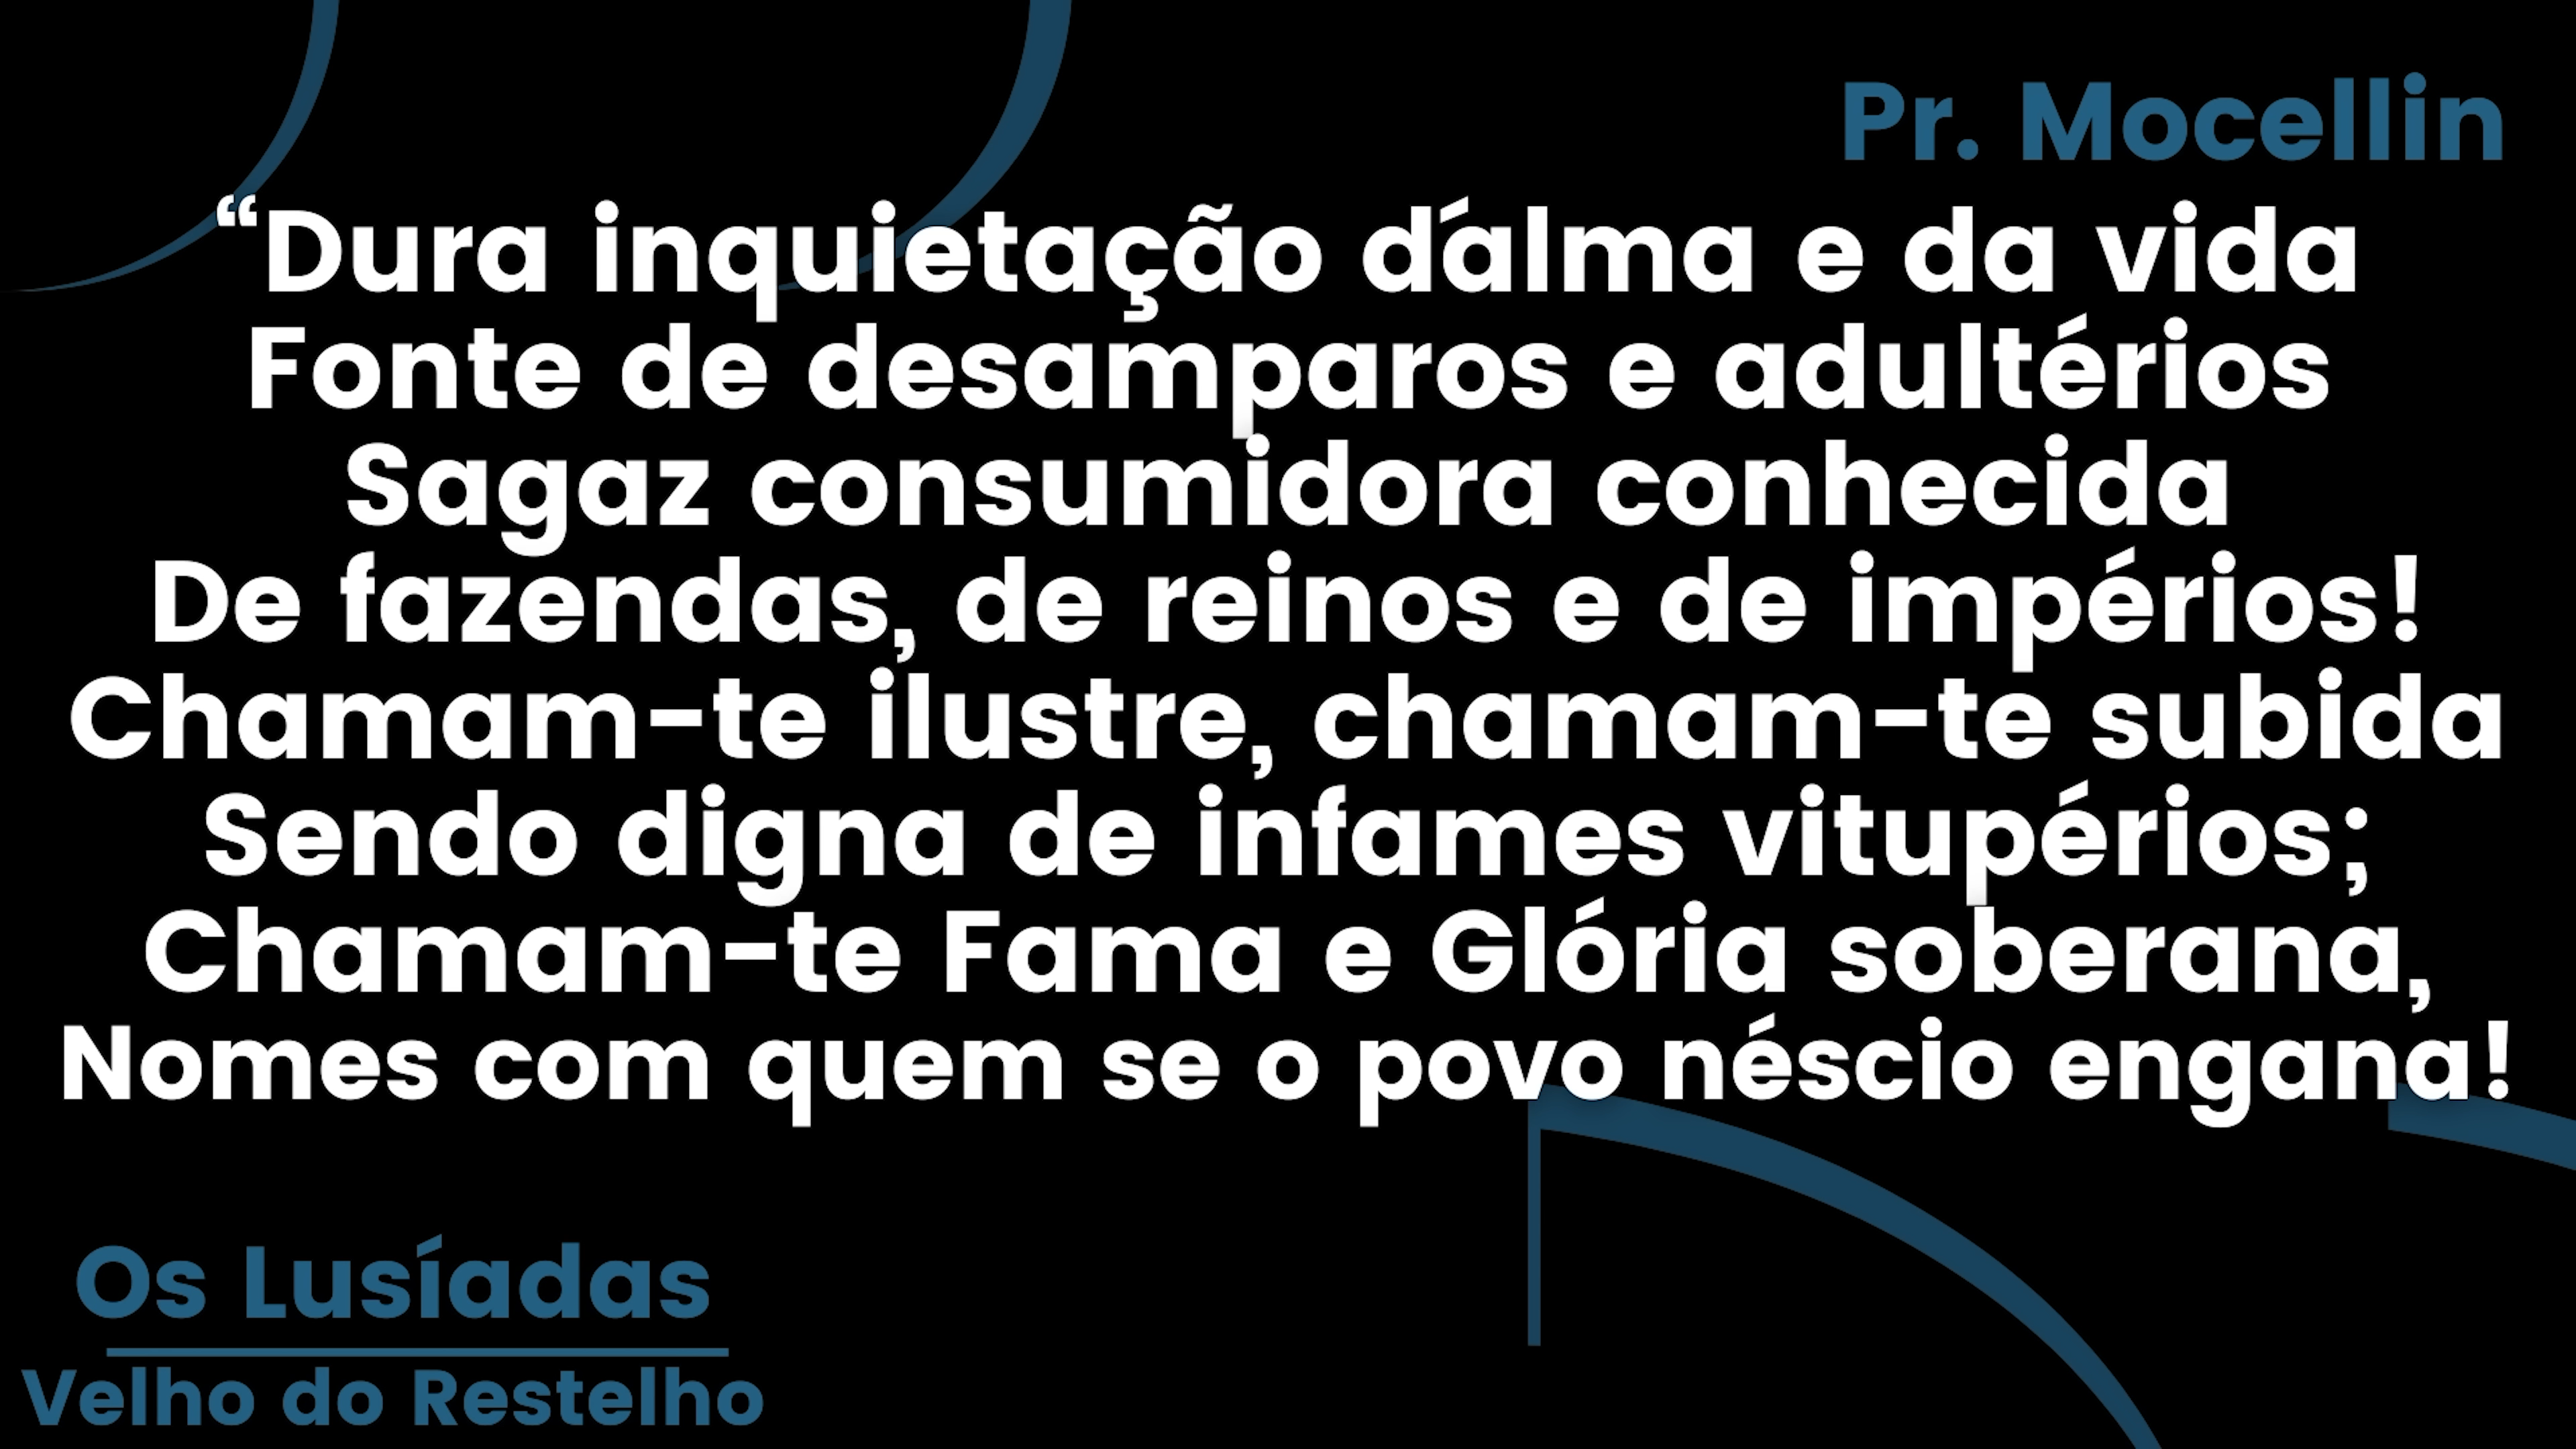 Pr. Mocellin
“Dura inquietação d´alma e da vida
Fonte de desamparos e adultérios
Sagaz consumidora conhecida
De fazendas, de reinos e de impérios!
Chamam-te ilustre, chamam-te subida
Sendo digna de infames vitupérios;
Chamam-te Fama e Glória soberana,
Nomes com quem se o povo néscio engana!
Os Lusíadas
Velho do Restelho